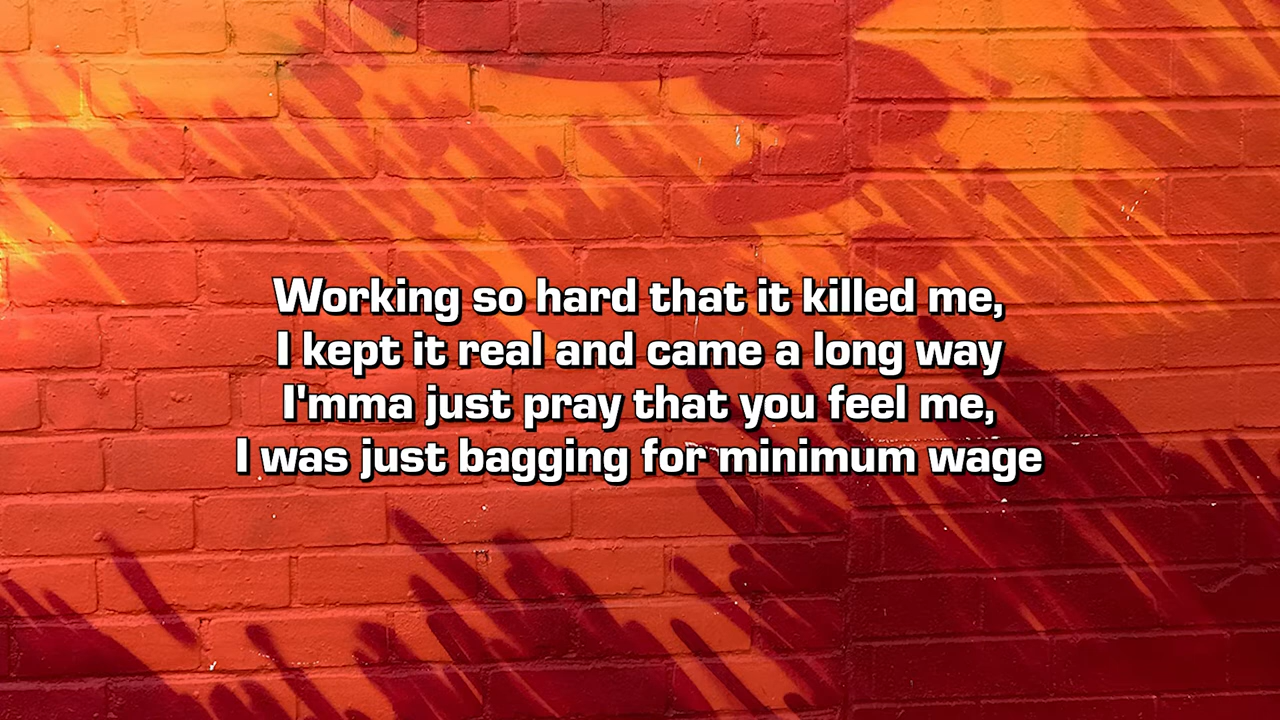 Working so hard that it killed me,
I kept it real and came a long way
I'mma just pray that you feel me,
I was just bagging for minimum wage